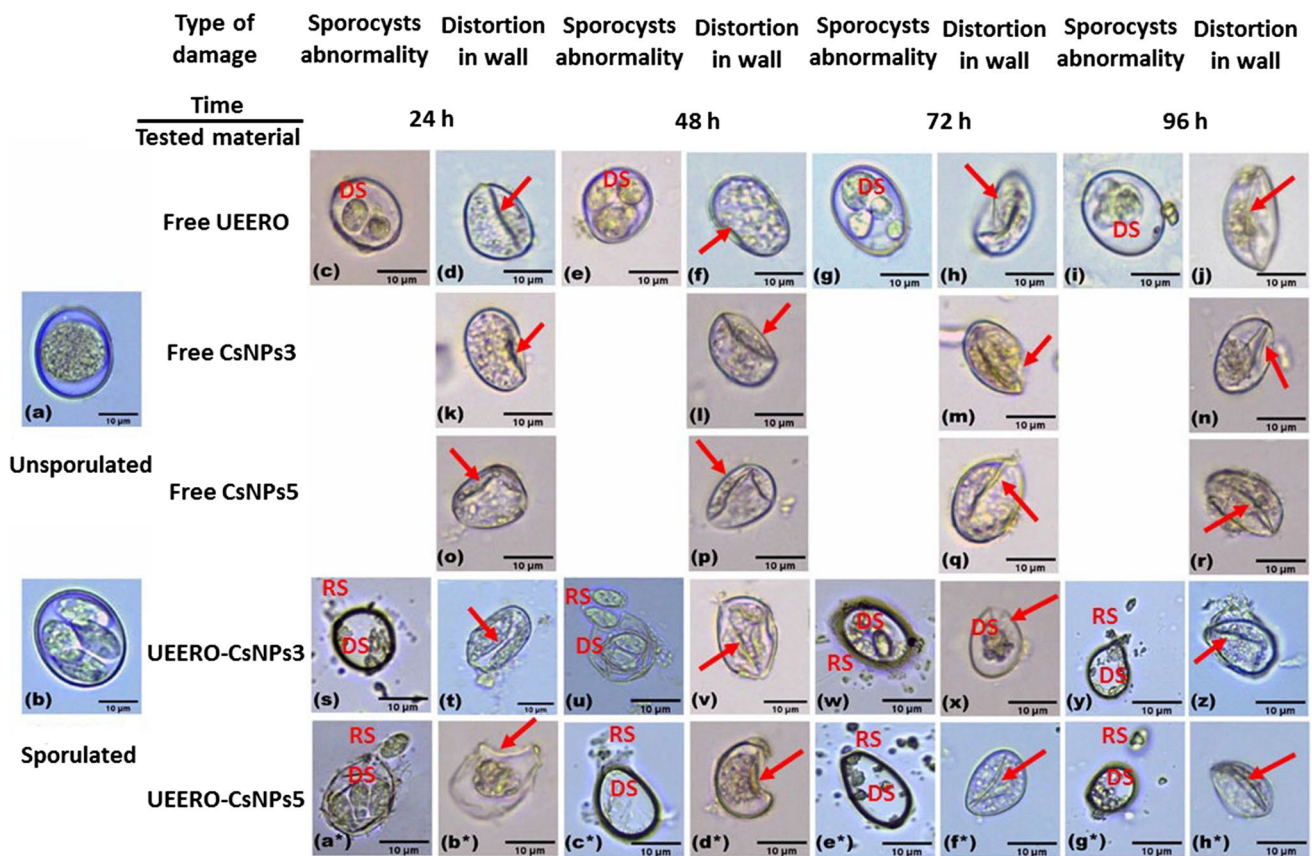 Type of damage Sporocysts abnormality Distortion in wall Sporocysts abnormality Distortion in wall Sporocysts abnormality Distortion in wall Sporocysts abnormality Distortion in wall
Time 24 h 48 h 72 h 96 h
Tested material
Free UEERO
DS DS DS DS
(c) 10 µm (d) 10 µm (e) 10 µm (f) 10 µm (g) 10 µm (h) 10 µm (i) 10 µm (j) 10 µm
Free CsNPs3
(a) 10 µm (k) 10 µm (l) 10 µm (m) 10 µm (n) 10 µm
Unsporulated
Free CsNPs5
(o) 10 µm (p) 10 µm (q) 10 µm (r) 10 µm
UEERO-CsNPs3
RS DS RS DS DS RS DS RS DS
(b) 10 µm (s) 10 µm (t) 10 µm (u) 10 µm (v) 10 µm (w) 10 µm (x) 10 µm (y) 10 µm (z) 10 µm
Sporulated
UEERO-CsNPs5
RS DS RS DS RS DS RS DS
(a*) 10 µm (b*) 10 µm (c*) 10 µm (d*) 10 µm (e*) 10 µm (f*) 10 µm (g*) 10 µm (h*) 10 µm